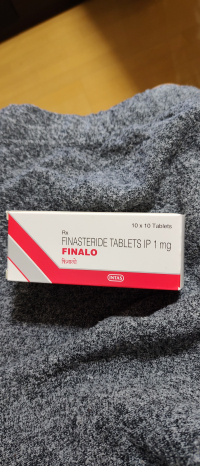 10 x 10 Tablets
Rx
FINASTERIDE TABLETS IP 1 mg
FINALO
फिनालो
INTAS